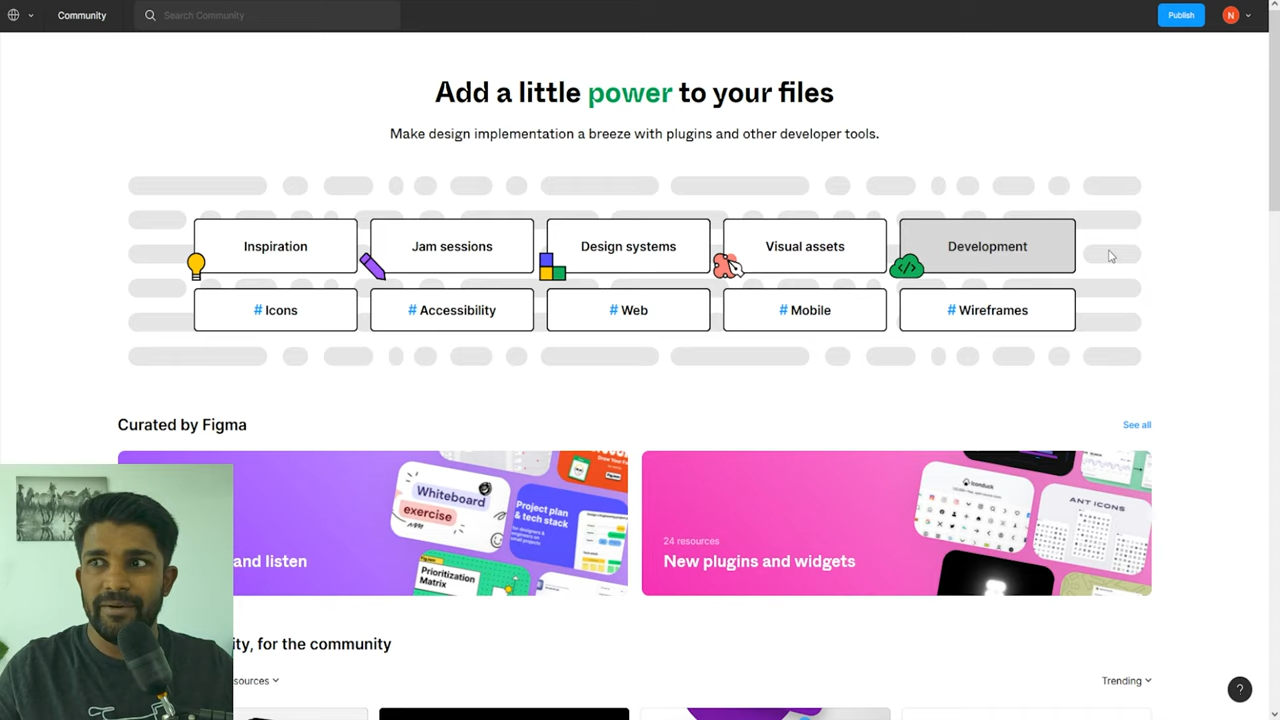 Community
Search Community
Publish
N
Add a little power to your files
Make design implementation a breeze with plugins and other developer tools.
Inspiration
Jam sessions
Design systems
Visual assets
Development
# Icons
# Accessibility
# Web
# Mobile
# Wireframes
Curated by Figma
See all
Whiteboard
exercise
Project plan
& tech stack
Prioritization
Matrix
and listen
iconduck
ANT ICONS
24 resources
New plugins and widgets
ity, for the community
sources
Trending
?